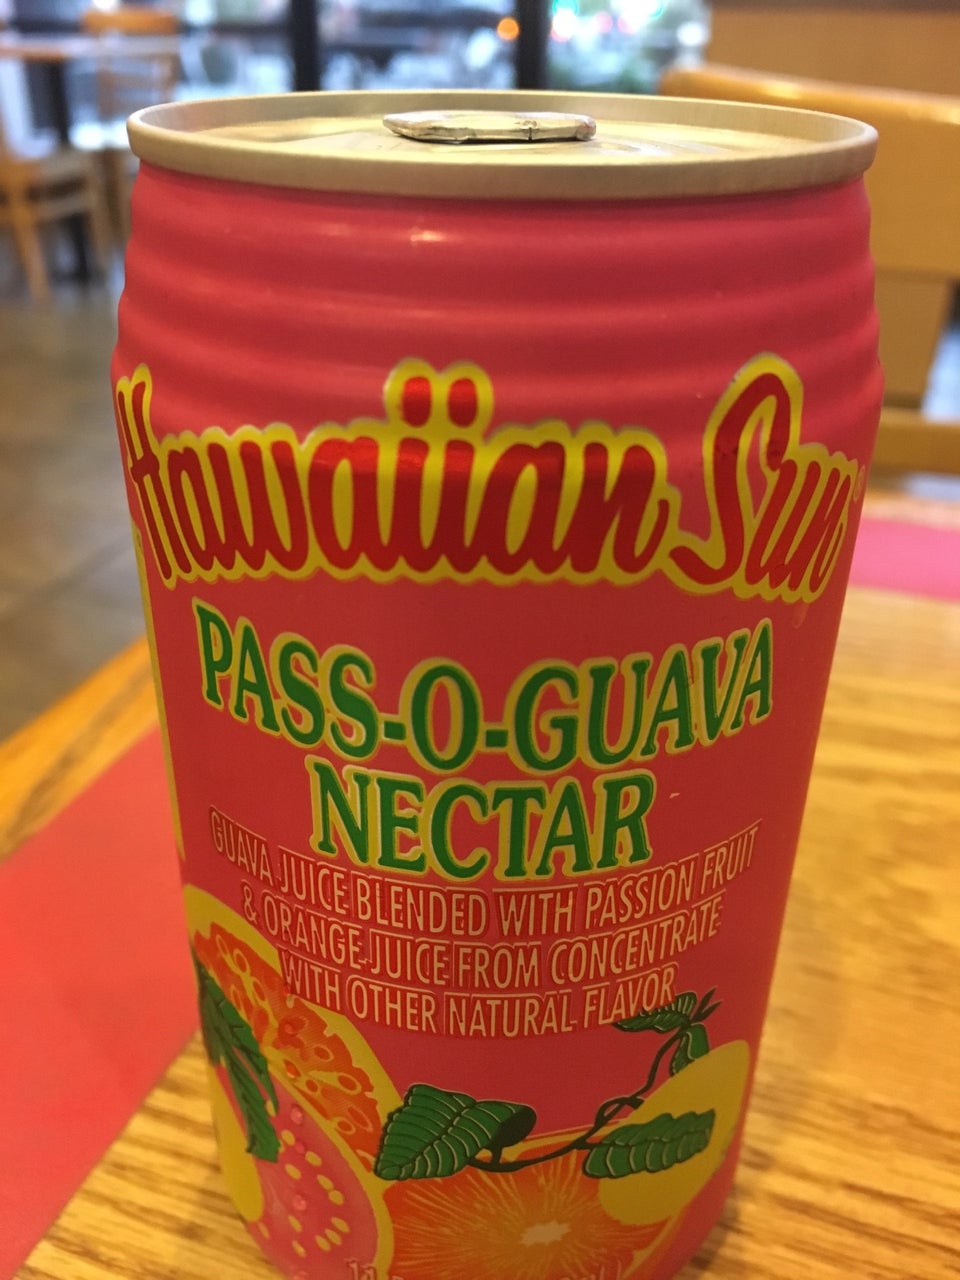 Hawaiian Sun
PASS-O-GUAVA
NECTAR
GUAVA JUICE BLENDED WITH PASSION FRUIT
& ORANGE JUICE FROM CONCENTRATE
WITH OTHER NATURAL FLAVOR